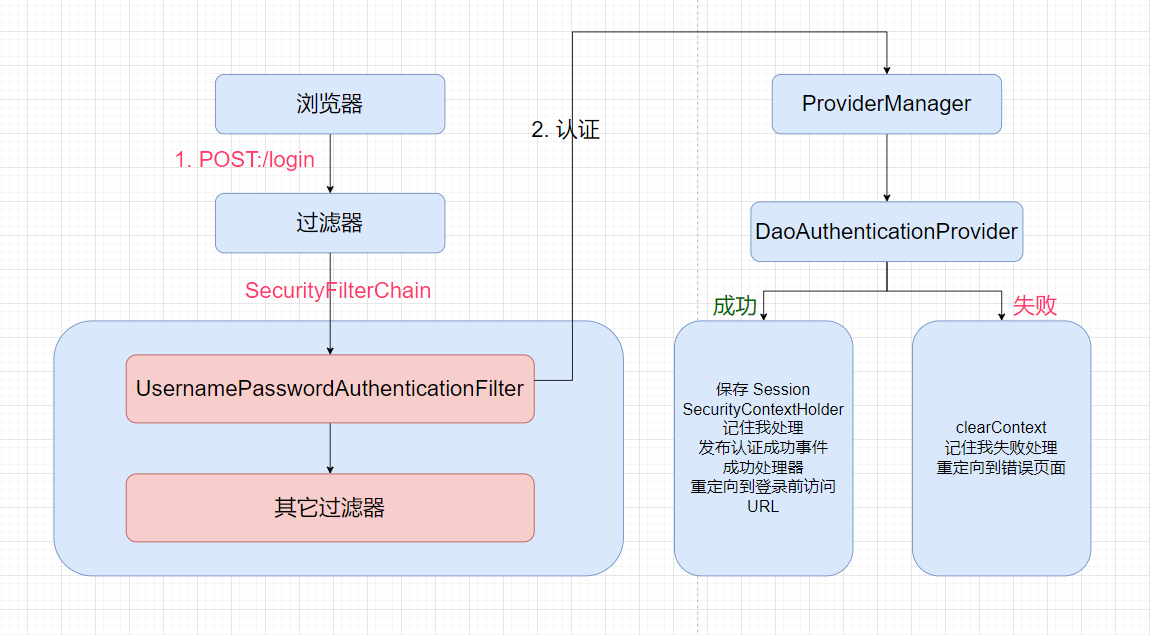 浏览器
1. POST:/login
过滤器
SecurityFilterChain
UsernamePasswordAuthenticationFilter
其它过滤器
2. 认证
ProviderManager
DaoAuthenticationProvider
成功
失败
保存 Session
SecurityContextHolder
记住我处理
发布认证成功事件
成功处理器
重定向到登录前访问
URL
clearContext
记住我失败处理
重定向到错误页面